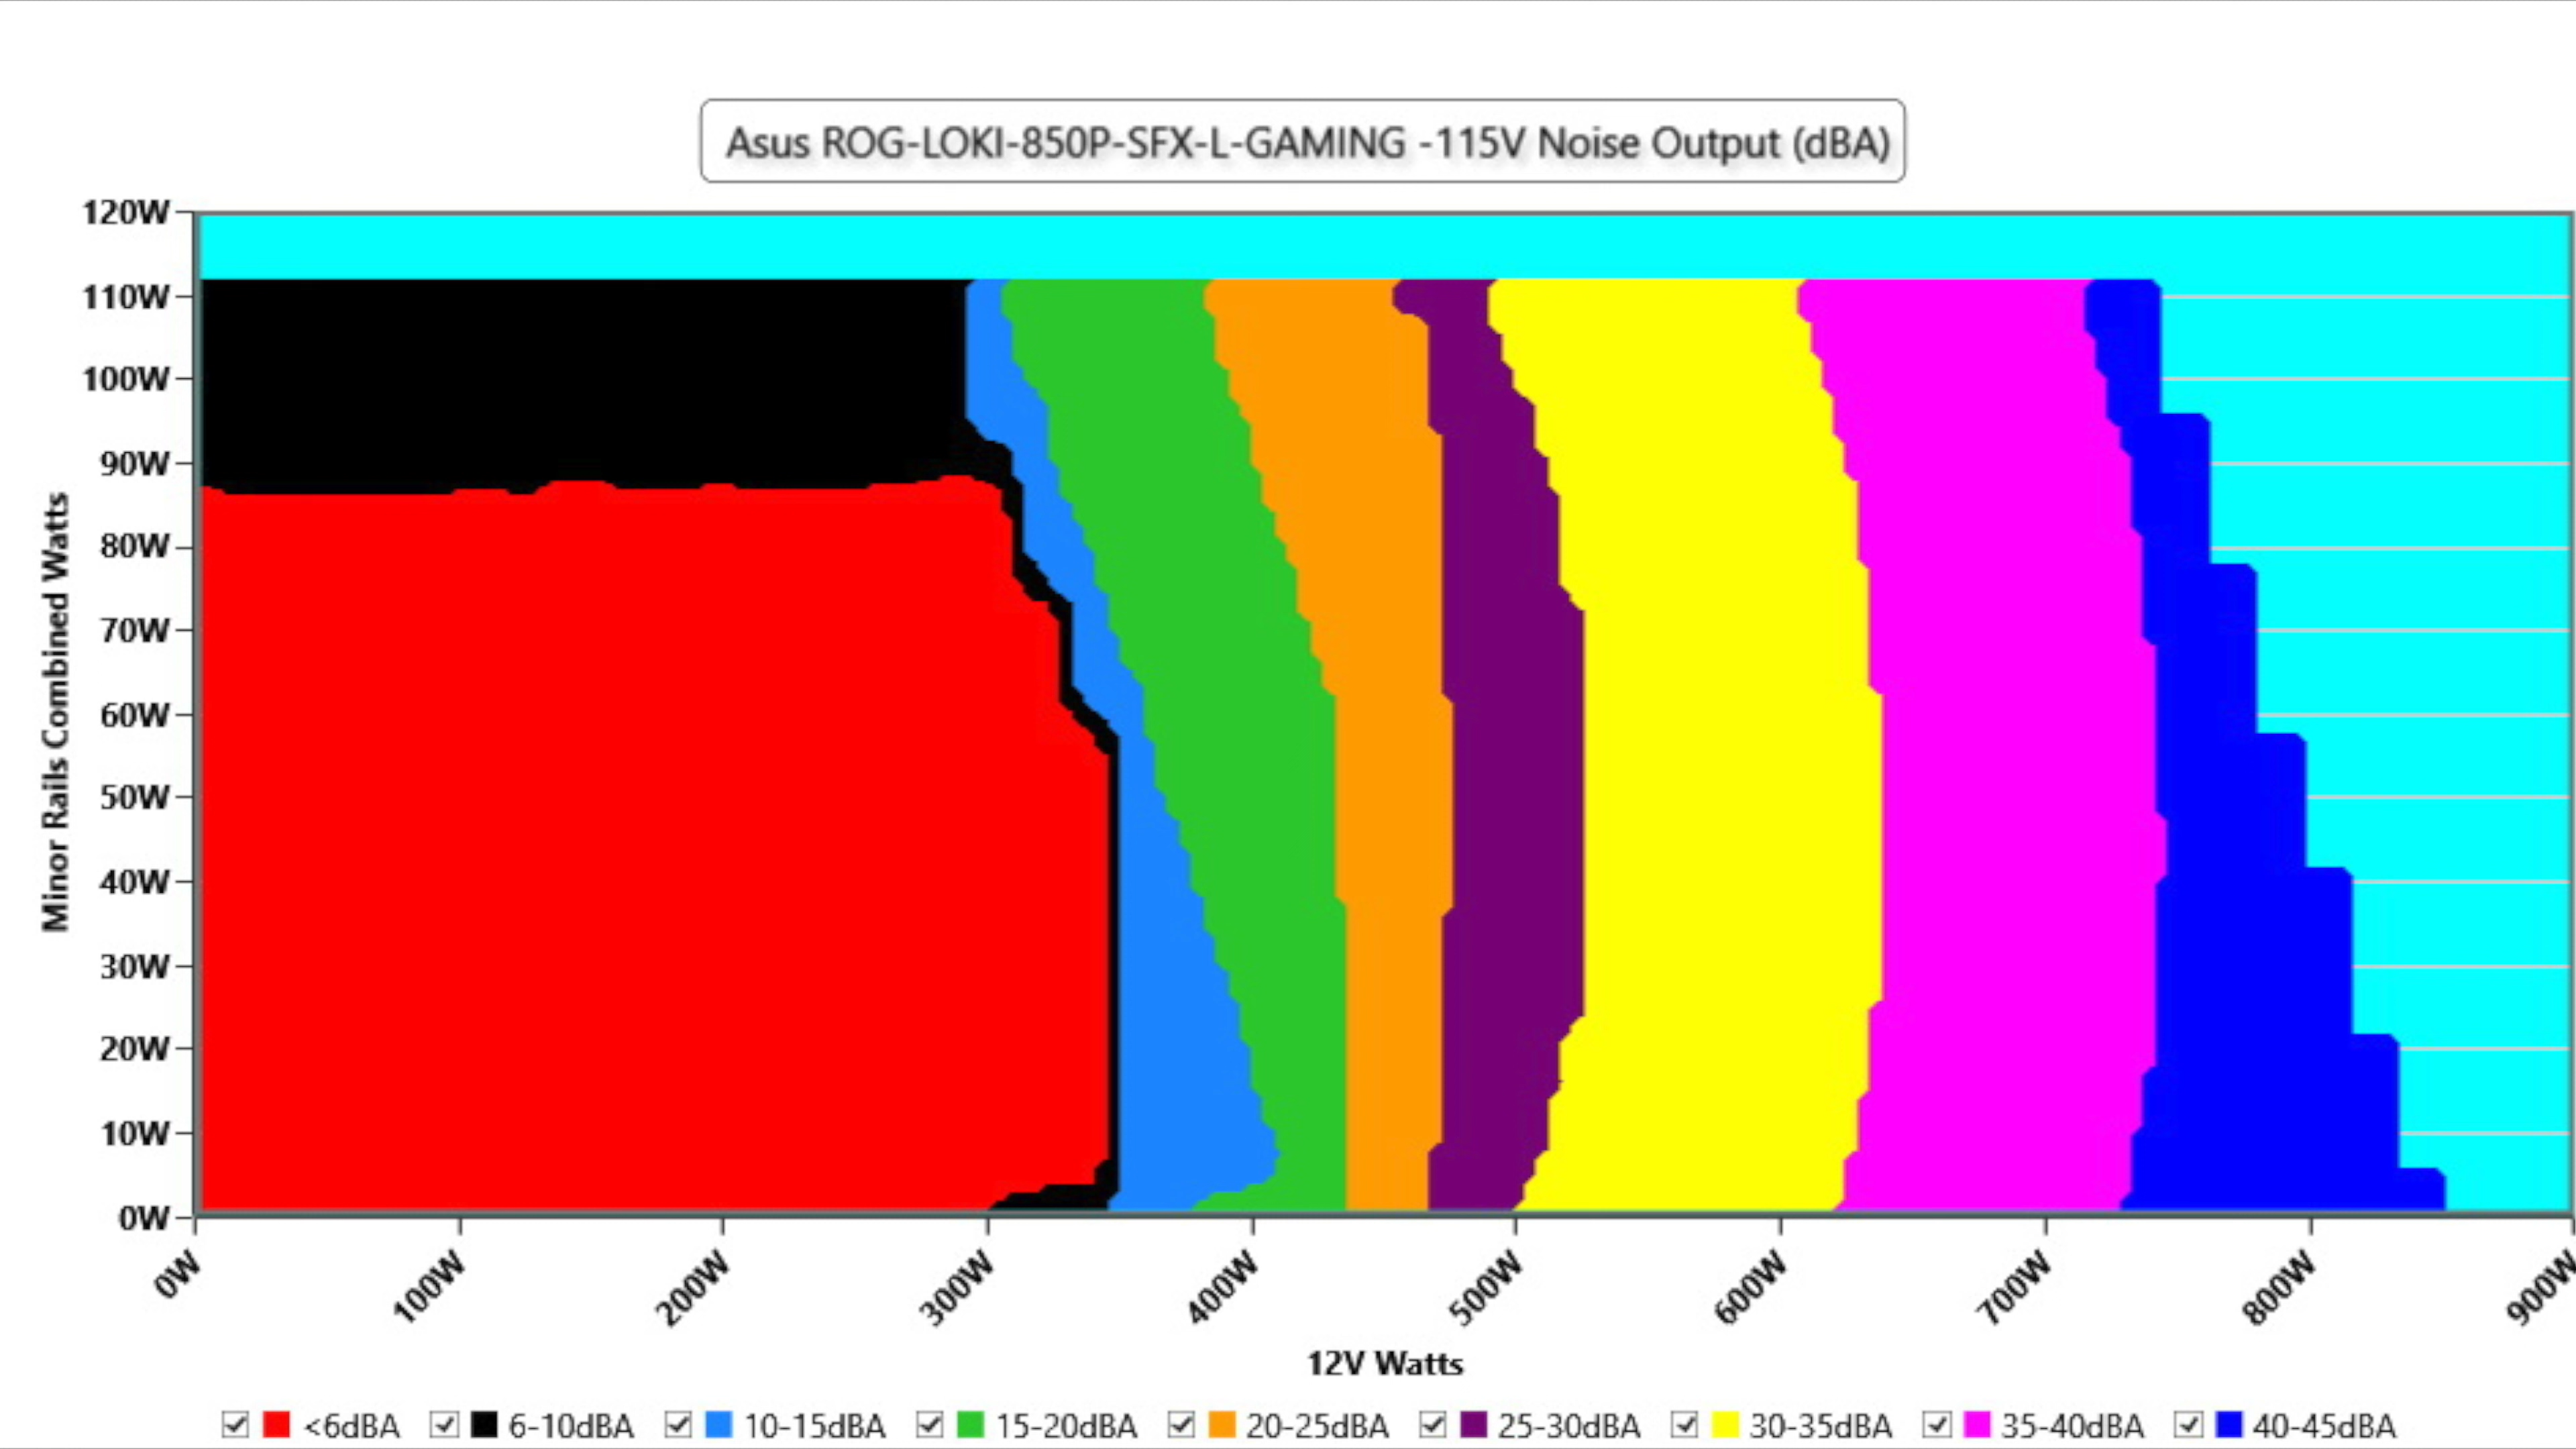 Asus ROG-LOKI-850P-SFX-L-GAMING -115V Noise Output (dBA)
120W
110W
100W
90W
80W
70W
60W
50W
40W
30W
20W
10W
0W
Minor Rails Combined Watts
0W 100W 200W 300W 400W 500W 600W 700W 800W 900W
12V Watts
<6dBA 6-10dBA 10-15dBA 15-20dBA 20-25dBA 25-30dBA 30-35dBA 35-40dBA 40-45dBA